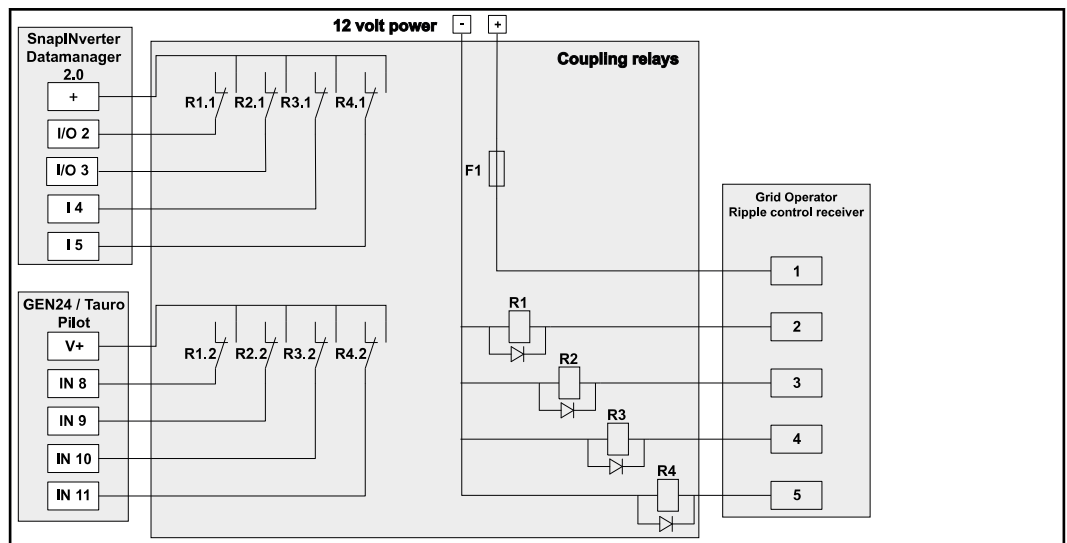 12 volt power
-
+
SnapINverter
Datamanager
2.0
+
I/O 2
I/O 3
I 4
I 5
R1.1
R2.1
R3.1
R4.1
Coupling relays
F1
Grid Operator
Ripple control receiver
1
2
3
4
5
R1
R2
R3
R4
GEN24 / Tauro
Pilot
V+
IN 8
IN 9
IN 10
IN 11
R1.2
R2.2
R3.2
R4.2